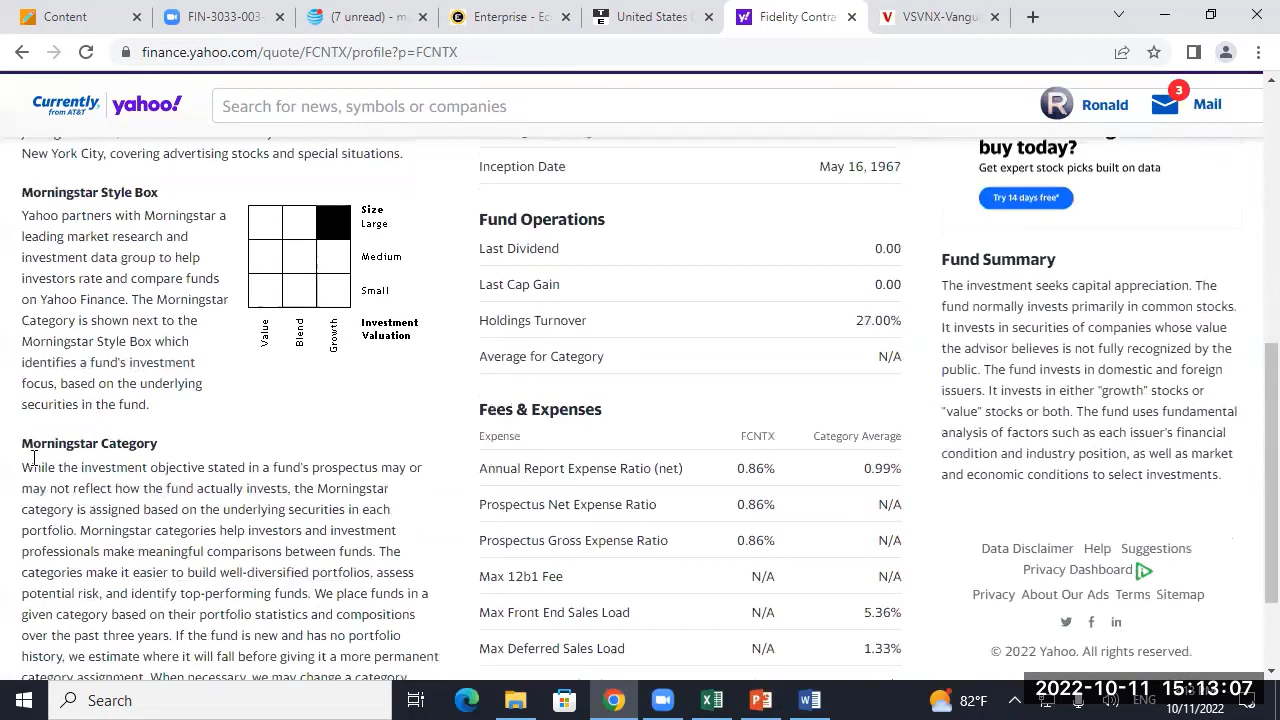 Content
FIN-3033-003-
(7 unread) - m
Enterprise - Ec
United States
Fidelity Contra
VSVNX-Vangua
finance.yahoo.com/quote/FCNTX/profile?p=FCNTX
Currently,
from AT&T
yahoo!
Search for news, symbols or companies
R
Ronald
3
Mail
New York City, covering advertising stocks and special situations.
Morningstar Style Box
Yahoo partners with Morningstar a
leading market research and
investment data group to help
investors rate and compare funds
on Yahoo Finance. The Morningstar
Category is shown next to the
Morningstar Style Box which
identifies a fund's investment
focus, based on the underlying
securities in the fund.
Size
Large
Medium
Small
Value
Blend
Growth
Investment
Valuation
Morningstar Category
While the investment objective stated in a fund's prospectus may or
may not reflect how the fund actually invests, the Morningstar
category is assigned based on the underlying securities in each
portfolio. Morningstar categories help investors and investment
professionals make meaningful comparisons between funds. The
categories make it easier to build well-diversified portfolios, assess
potential risk, and identify top-performing funds. We place funds in a
given category based on their portfolio statistics and compositions
over the past three years. If the fund is new and has no portfolio
history, we estimate where it will fall before giving it a more permanent
category assignment. When necessary, we may change a category
Inception Date May 16, 1967
Fund Operations
Last Dividend 0.00
Last Cap Gain 0.00
Holdings Turnover 27.00%
Average for Category N/A
Fees & Expenses
Expense FCNTX Category Average
Annual Report Expense Ratio (net) 0.86% 0.99%
Prospectus Net Expense Ratio 0.86% N/A
Prospectus Gross Expense Ratio 0.86% N/A
Max 12b1 Fee N/A N/A
Max Front End Sales Load N/A 5.36%
Max Deferred Sales Load N/A 1.33%
buy today?
Get expert stock picks built on data
Try 14 days free*
Fund Summary
The investment seeks capital appreciation. The
fund normally invests primarily in common stocks.
It invests in securities of companies whose value
the advisor believes is not fully recognized by the
public. The fund invests in domestic and foreign
issuers. It invests in either "growth" stocks or
"value" stocks or both. The fund uses fundamental
analysis of factors such as each issuer's financial
condition and industry position, as well as market
and economic conditions to select investments.
Data Disclaimer Help Suggestions
Privacy Dashboard
Privacy About Our Ads Terms Sitemap
© 2022 Yahoo. All rights reserved.
Search
82°F
ENG
2022-10-11 15:13:07
10/11/2022